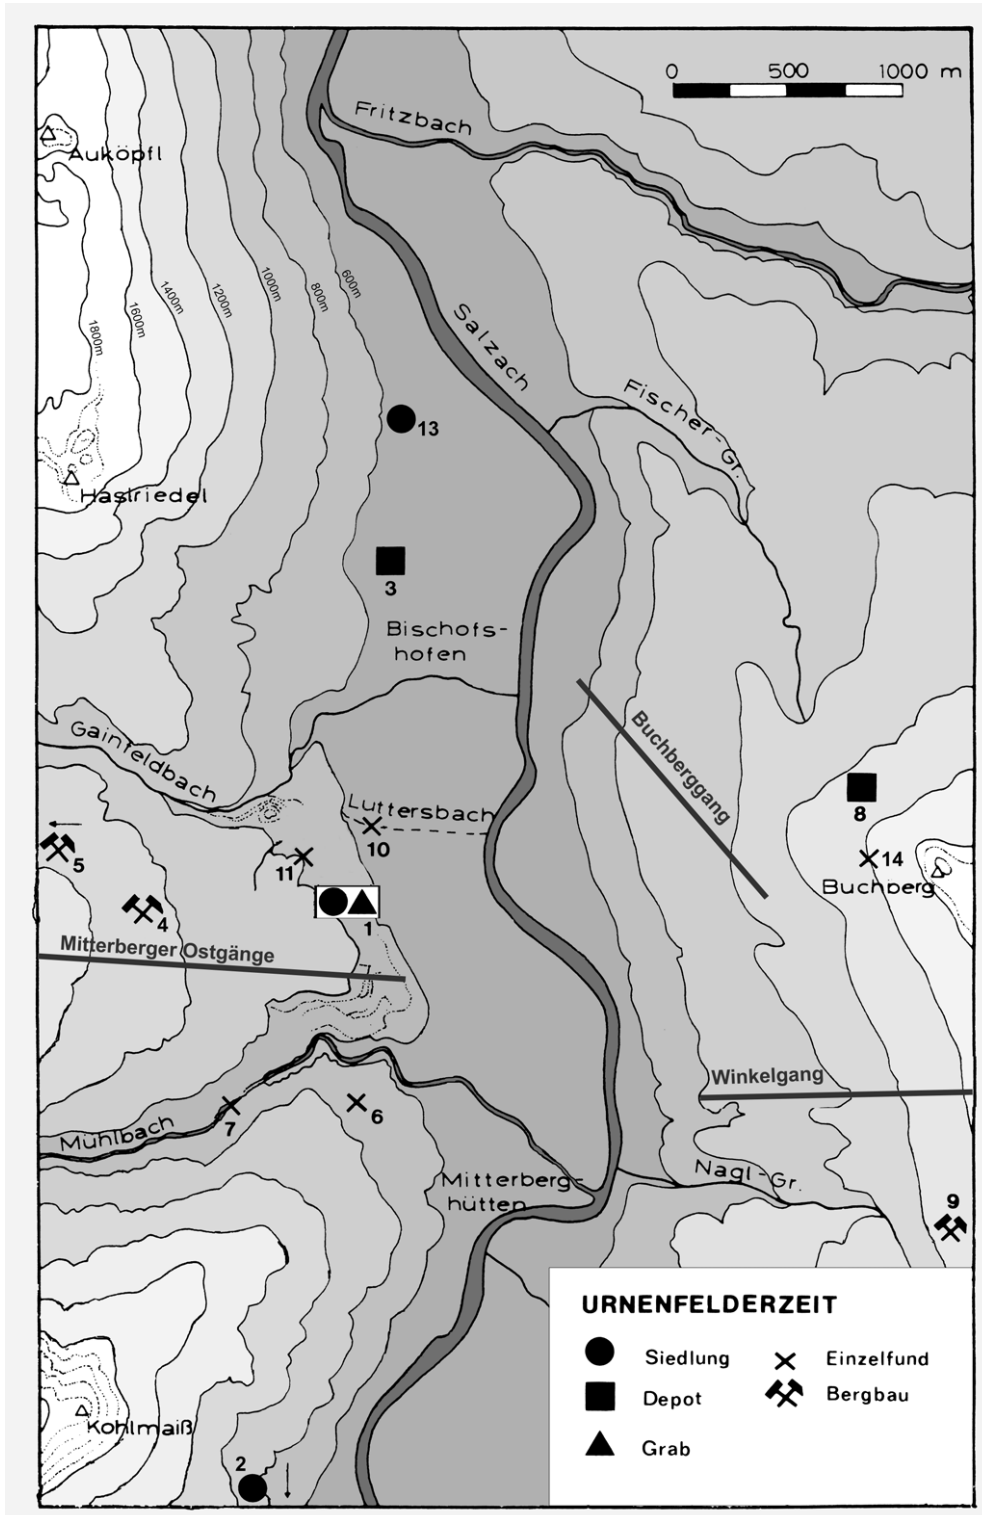 0 500 1000 m
Fritzbach
Auköpfl
1800m
1600m
1400m
1200m
1000m
800m
600m
Salzach
Fischer-Gr.
13
Haslriedel
3
Bischofs-
hofen
Gainfeldbach
Buchberggang
Luttersbach
8
10
5
11
14
Buchberg
4
1
Mitterberger Ostgänge
Winkelgang
7
6
Mühlbach
Mitterberg-
hütten
Nagl-Gr.
9
URNENFELDERZEIT
Siedlung
Einzelfund
Depot
Bergbau
Grab
Kohlmaiß
2